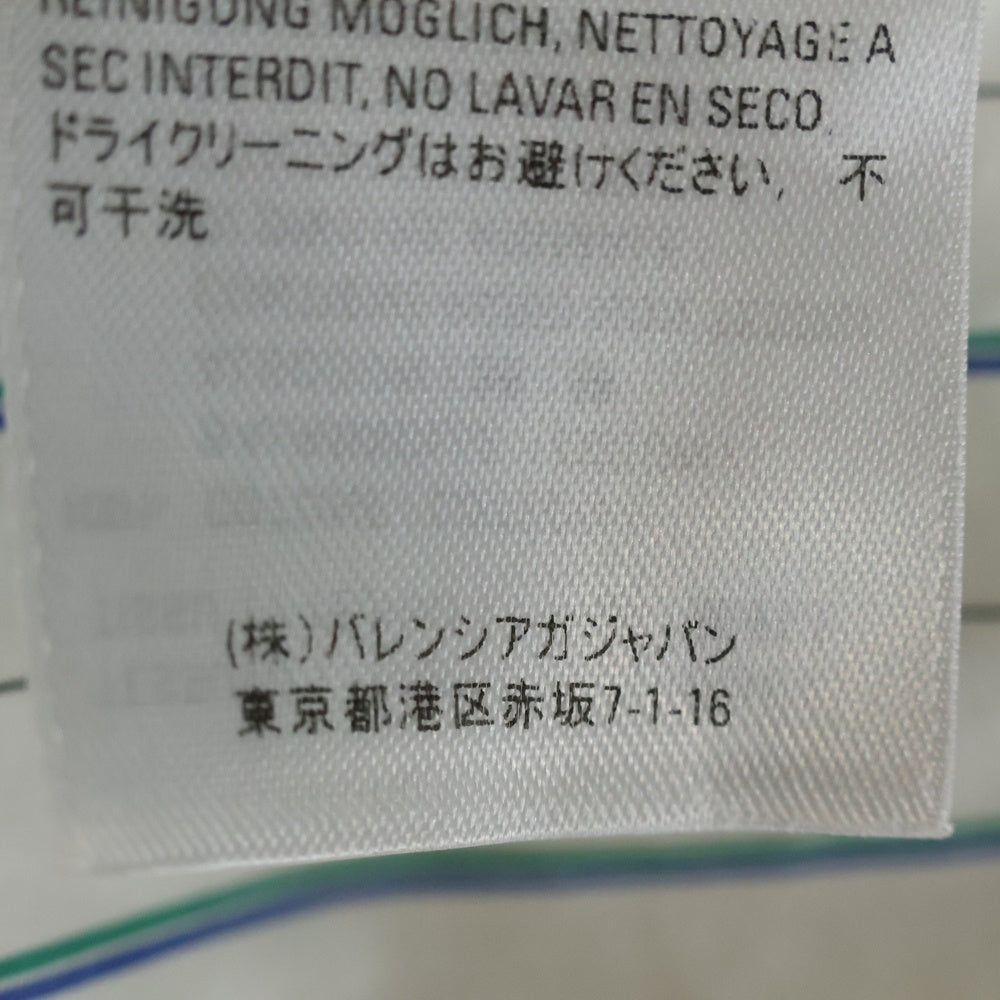 REINIGUNG MÖGLICH, NETTOYAGE A
SEC INTERDIT, NO LAVAR EN SECO,
ドライクリーニングはお避けください, 不
可干洗
(株)バレンシアガジャパン
東京都港区赤坂7-1-16